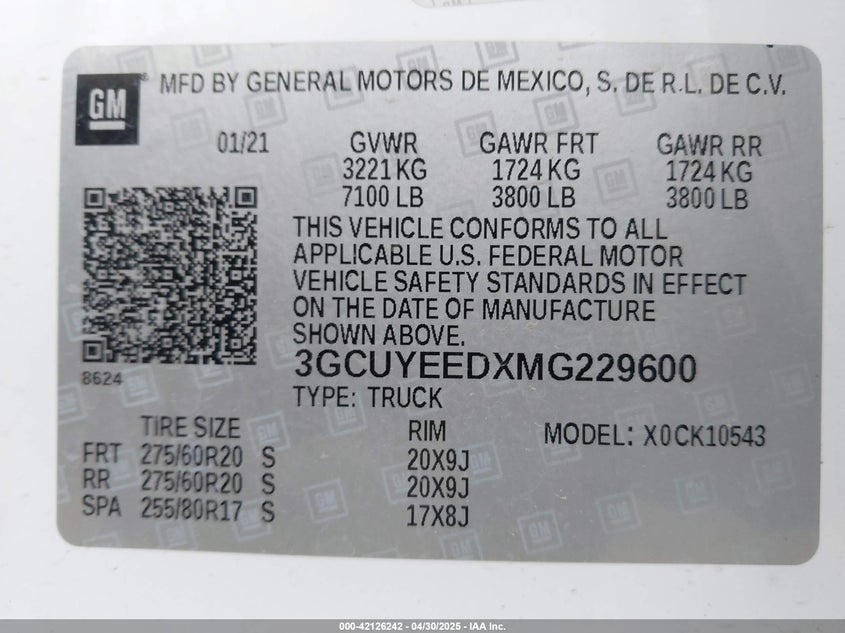 GM
MFD BY GENERAL MOTORS DE MEXICO, S. DE R.L. DE C.V.
01/21 GVWR GAWR FRT GAWR RR
3221 KG 1724 KG 1724 KG
7100 LB 3800 LB 3800 LB
THIS VEHICLE CONFORMS TO ALL
APPLICABLE U.S. FEDERAL MOTOR
VEHICLE SAFETY STANDARDS IN EFFECT
ON THE DATE OF MANUFACTURE
SHOWN ABOVE.
3GCUYEEDXMG229600
8624
TYPE: TRUCK
TIRE SIZE RIM MODEL: X0CK10543
FRT 275/60R20 S 20X9J
RR 275/60R20 S 20X9J
SPA 255/80R17 S 17X8J
000-42126242 - 04/30/2025 - IAA Inc.